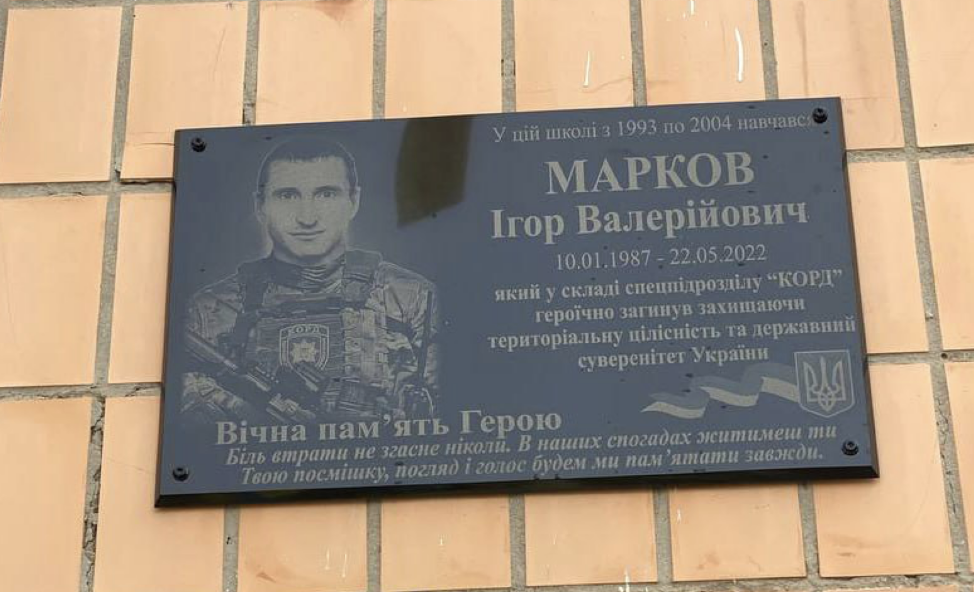 У цій школі з 1993 по 2004 навчався
МАРКОВ
Ігор Валерійович
10.01.1987 - 22.05.2022
який у складі спецпідрозділу “КОРД”
героїчно загинув захищаючи
територіальну цілісність та державний
суверенітет України
КОРД
Вічна пам’ять Герою
Біль втрати не згасне ніколи. В наших спогадах житимеш ти
Твою посмішку, погляд і голос будем ми пам’ятати завжди.